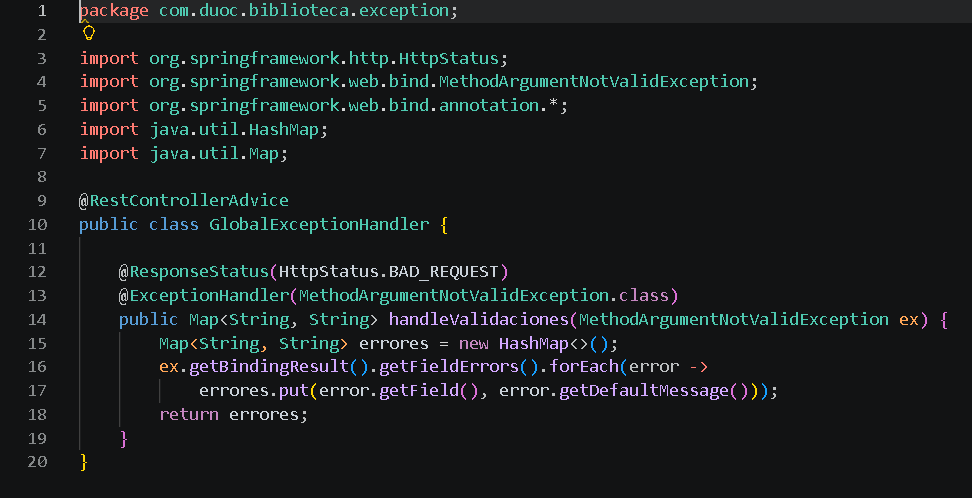 1 package com.duoc.biblioteca.exception;
2
3 import org.springframework.http.HttpStatus;
4 import org.springframework.web.bind.MethodArgumentNotValidException;
5 import org.springframework.web.bind.annotation.*;
6 import java.util.HashMap;
7 import java.util.Map;
8
9 @RestControllerAdvice
10 public class GlobalExceptionHandler {
11
12     @ResponseStatus(HttpStatus.BAD_REQUEST)
13     @ExceptionHandler(MethodArgumentNotValidException.class)
14     public Map<String, String> handleValidaciones(MethodArgumentNotValidException ex) {
15         Map<String, String> errores = new HashMap<>();
16         ex.getBindingResult().getFieldErrors().forEach(error ->
17             errores.put(error.getField(), error.getDefaultMessage()));
18         return errores;
19     }
20 }